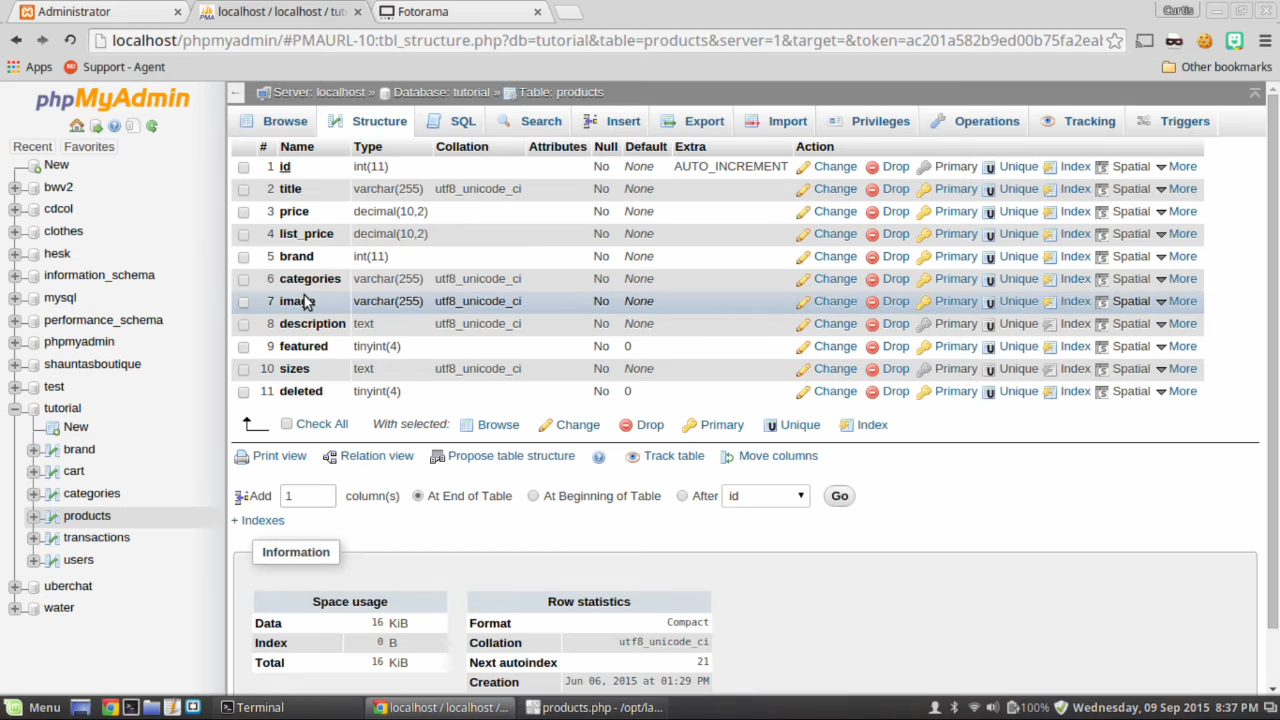 Administrator
localhost / localhost / tut
Fotorama
Curtis
localhost/phpmyadmin/#PMAURL-10:tbl_structure.php?db=tutorial&table=products&server=1&target=&token=ac201a582b9ed00b75fa2eal
Apps
Support - Agent
Other bookmarks
phpMyAdmin
Recent Favorites
New
bwv2
cdcol
clothes
hesk
information_schema
mysql
performance_schema
phpmyadmin
shauntasboutique
test
tutorial
New
brand
cart
categories
products
transactions
users
uberchat
water
Server: localhost » Database: tutorial » Table: products
Browse Structure SQL Search Insert Export Import Privileges Operations Tracking Triggers
# Name Type Collation Attributes Null Default Extra Action
1 id int(11) No None AUTO_INCREMENT Change Drop Primary Unique Index Spatial More
2 title varchar(255) utf8_unicode_ci No None Change Drop Primary Unique Index Spatial More
3 price decimal(10,2) No None Change Drop Primary Unique Index Spatial More
4 list_price decimal(10,2) No None Change Drop Primary Unique Index Spatial More
5 brand int(11) No None Change Drop Primary Unique Index Spatial More
6 categories varchar(255) utf8_unicode_ci No None Change Drop Primary Unique Index Spatial More
7 image varchar(255) utf8_unicode_ci No None Change Drop Primary Unique Index Spatial More
8 description text utf8_unicode_ci No None Change Drop Primary Unique Index Spatial More
9 featured tinyint(4) No 0 Change Drop Primary Unique Index Spatial More
10 sizes text utf8_unicode_ci No None Change Drop Primary Unique Index Spatial More
11 deleted tinyint(4) No 0 Change Drop Primary Unique Index Spatial More
Check All With selected: Browse Change Drop Primary Unique Index
Print view Relation view Propose table structure Track table Move columns
Add 1 column(s) At End of Table At Beginning of Table After id Go
+ Indexes
Information
Space usage
Data 16 KiB
Index 0 B
Total 16 KiB
Row statistics
Format Compact
Collation utf8_unicode_ci
Next autoindex 21
Creation Jun 06, 2015 at 01:29 PM
Menu
Terminal
localhost / localhost /...
products.php - /opt/la...
100%
Wednesday, 09 Sep 2015 8:37 PM